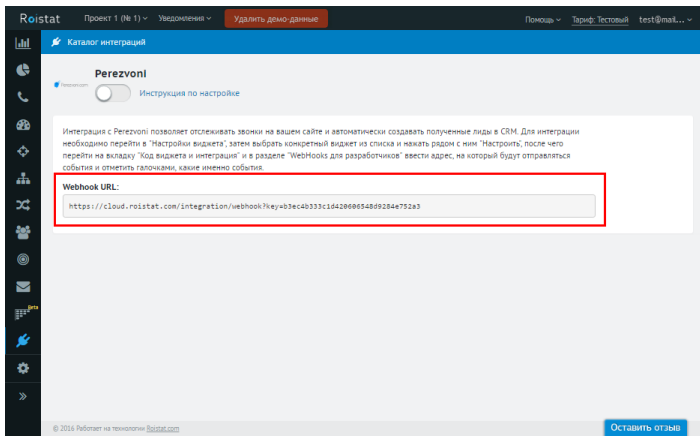 Roistat Проект 1 (№ 1) Уведомления Удалить демо-данные Помощь Тариф: Тестовый test@mail...
Каталог интеграций
Perezvoni
Инструкция по настройке
Интеграция с Perezvoni позволяет отслеживать звонки на вашем сайте и автоматически создавать полученные лиды в CRM. Для интеграции
необходимо перейти в "Настройки виджета", затем выбрать конкретный виджет из списка и нажать рядом с ним "Настроить", после чего
перейти на вкладку "Код виджета и интеграция" и в разделе "WebHooks для разработчиков" ввести адрес, на который будут отправляться
события и отметить галочками, какие именно события.
Webhook URL:
https://cloud.roistat.com/integration/webhook?key=b3ec4b333c1d420606548d9284e752a3
Beta
© 2016 Работает на технологии Roistat.com
Оставить отзыв